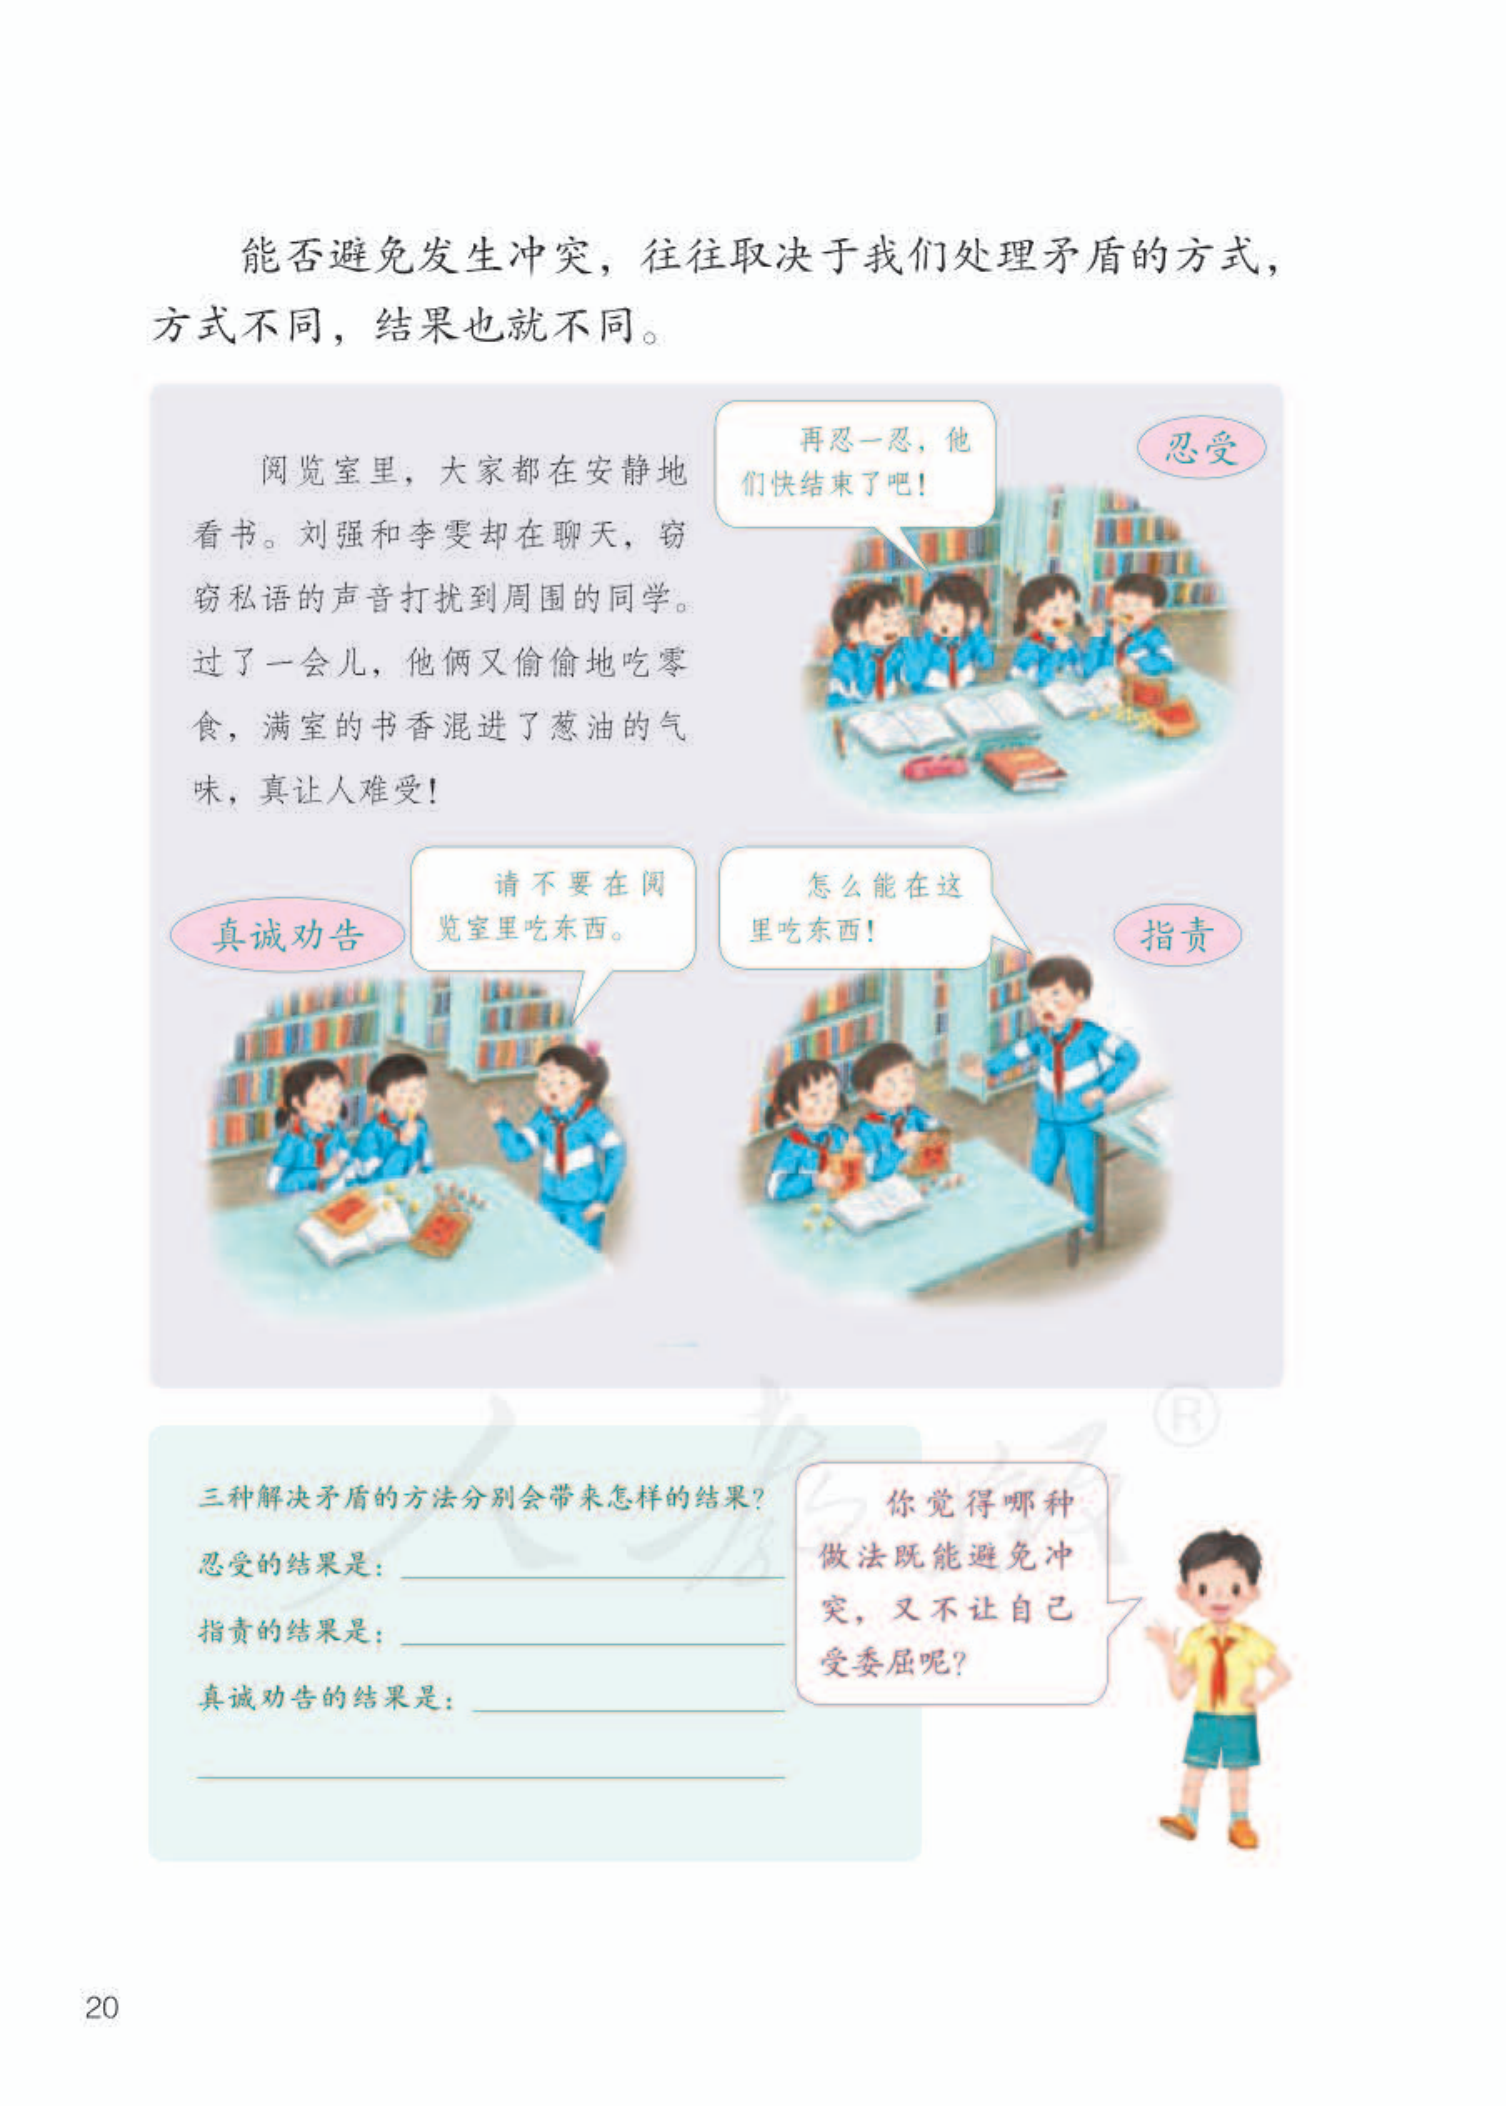 能否避免发生冲突，往往取决于我们处理矛盾的方式，
方式不同，结果也就不同。
阅览室里，大家都在安静地
看书。刘强和李雯却在聊天，窃
窃私语的声音打扰到周围的同学。
过了一会儿，他俩又偷偷地吃零
食，满室的书香混进了葱油的气
味，真让人难受！
再忍一忍，他
们快结束了吧！
忍受
真诚劝告
请不要在阅
览室里吃东西。
怎么能在这
里吃东西！
指责
三种解决矛盾的方法分别会带来怎样的结果？
忍受的结果是：
指责的结果是：
真诚劝告的结果是：
你觉得哪种
做法既能避免冲
突，又不让自己
受委屈呢？
人教版®
20